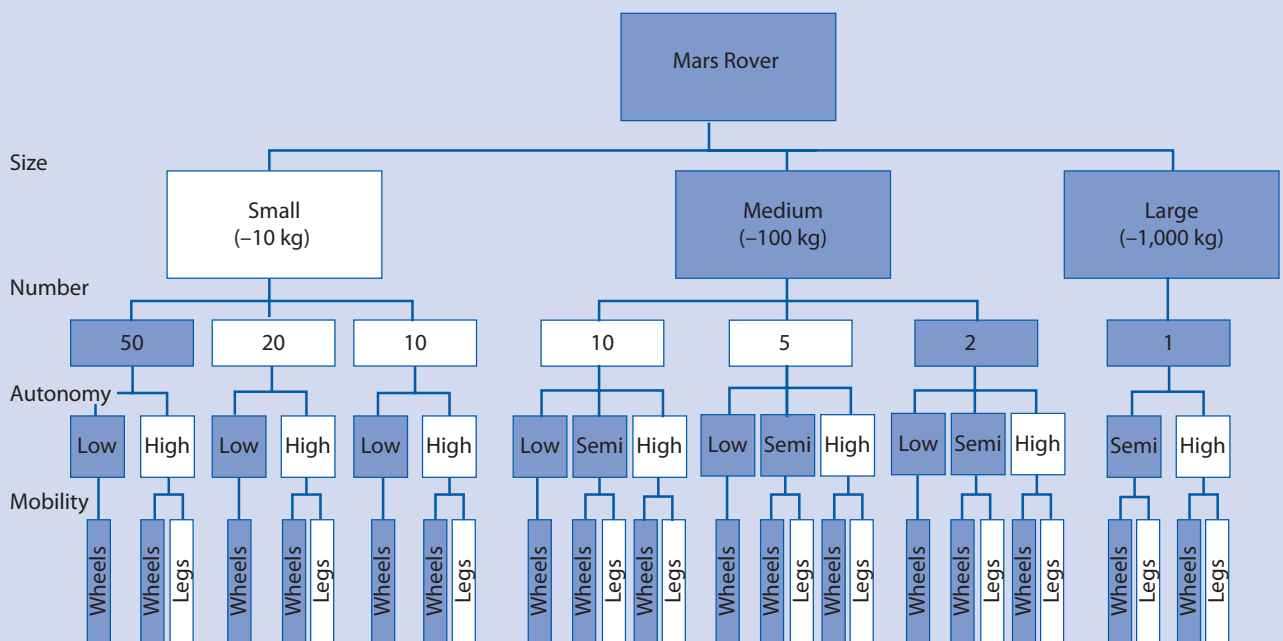 Mars Rover
Size
Small
(–10 kg)
Medium
(–100 kg)
Large
(–1,000 kg)
Number
50
20
10
10
5
2
1
Autonomy
Low
High
Low
High
Low
High
Low
Semi
High
Low
Semi
High
Low
Semi
High
Semi
High
Mobility
Wheels
Wheels
Legs
Wheels
Wheels
Legs
Wheels
Wheels
Legs
Wheels
Wheels
Legs
Wheels
Legs
Wheels
Wheels
Legs
Wheels
Legs
Wheels
Wheels
Legs
Wheels
Legs
Wheels
Legs
Wheels
Legs